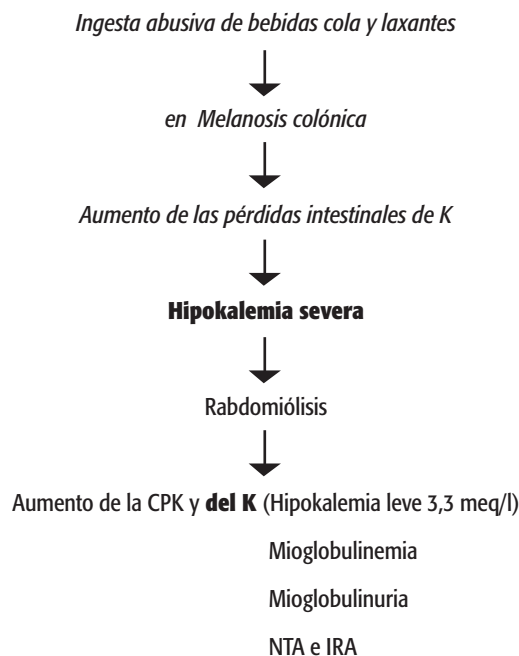 Ingesta abusiva de bebidas cola y laxantes
en Melanosis colónica
Aumento de las pérdidas intestinales de K
Hipokalemia severa
Rabdomiólisis
Aumento de la CPK y del K (Hipokalemia leve 3,3 meq/l)
Mioglobulinemia
Mioglobulinuria
NTA e IRA